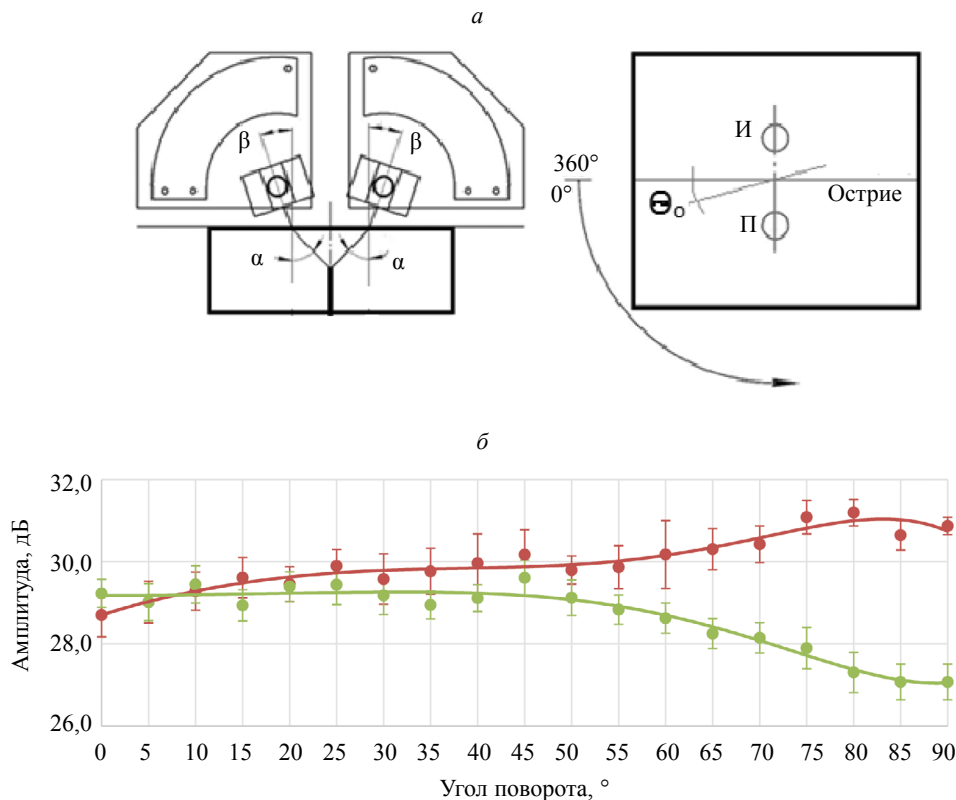 а
β β
α α
И
360°
0°
Острие
Θo
П
б
Амплитуда, дБ
32,0
30,0
28,0
26,0
0 5 10 15 20 25 30 35 40 45 50 55 60 65 70 75 80 85 90
Угол поворота, °